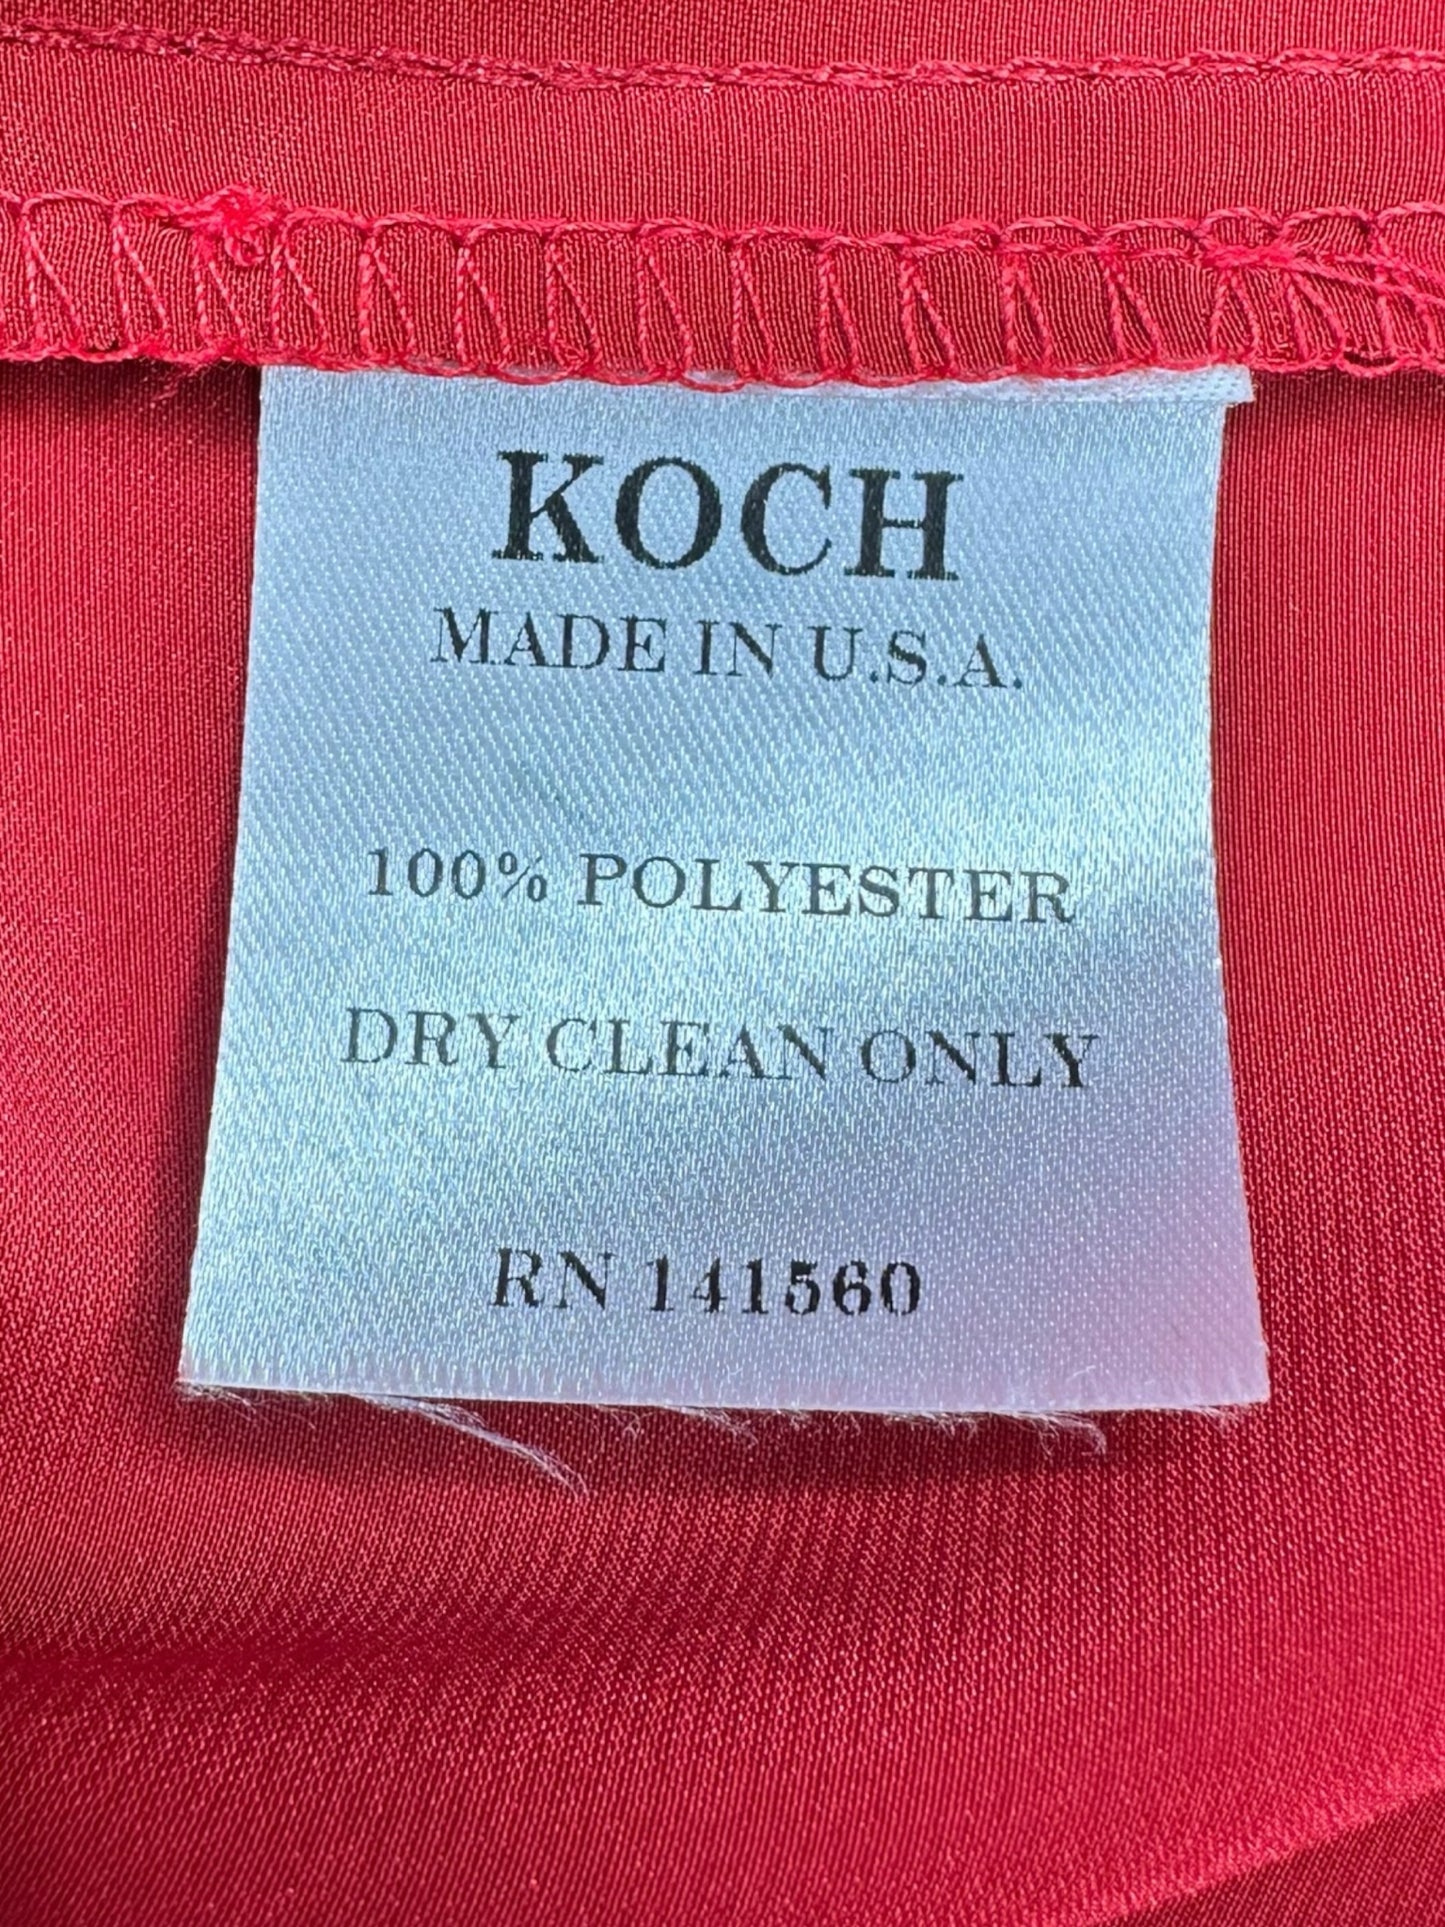 KOCH
MADE IN U.S.A.
100% POLYESTER
DRY CLEAN ONLY
RN 141560